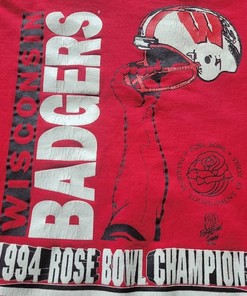 WISCONSIN
BADGERS
W
1994 ROSE BOWL CHAMPION